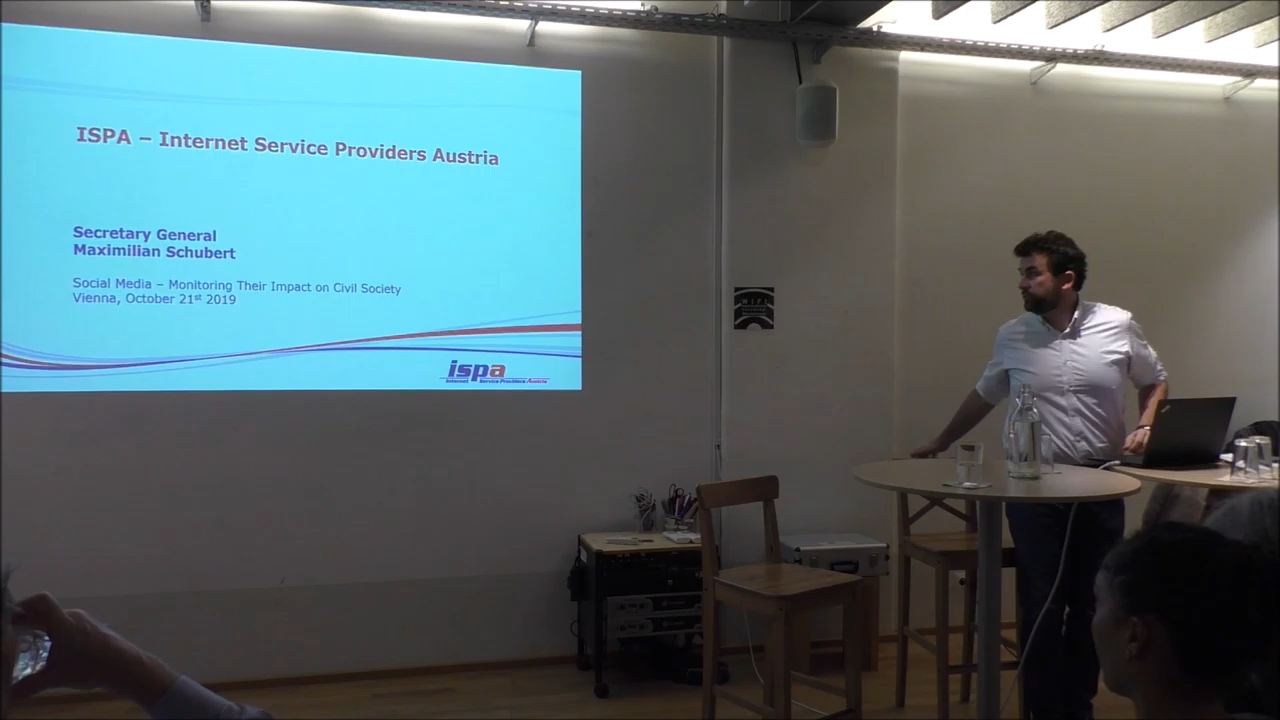 ISPA – Internet Service Providers Austria
Secretary General
Maximilian Schubert
Social Media – Monitoring Their Impact on Civil Society
Vienna, October 21st 2019
ispa
Internet Service Providers Austria
WIFI